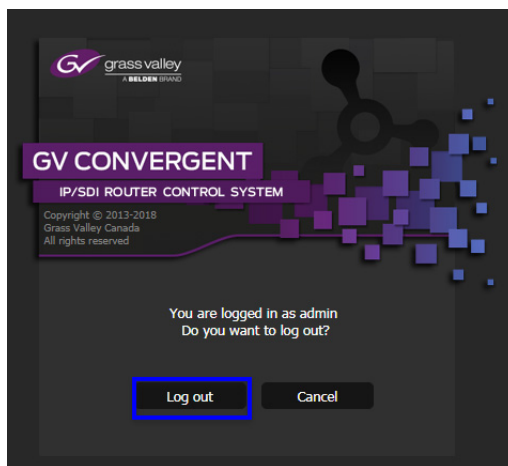 GV
grass valley
A BELDEN BRAND
GV CONVERGENT
IP/SDI ROUTER CONTROL SYSTEM
Copyright © 2013-2018
Grass Valley Canada
All rights reserved
You are logged in as admin
Do you want to log out?
Log out
Cancel